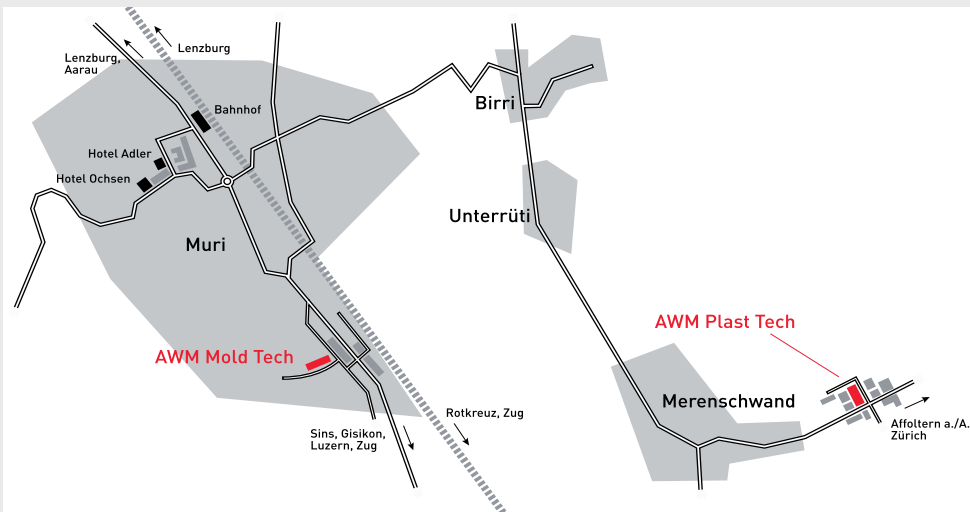 Lenzburg
Lenzburg,
Aarau
Bahnhof
Hotel Adler
Hotel Ochsen
Muri
Birri
Unterrüti
AWM Mold Tech
AWM Plast Tech
Merenschwand
Rotkreuz, Zug
Sins, Gisikon,
Luzern, Zug
Affoltern a./A.
Zürich